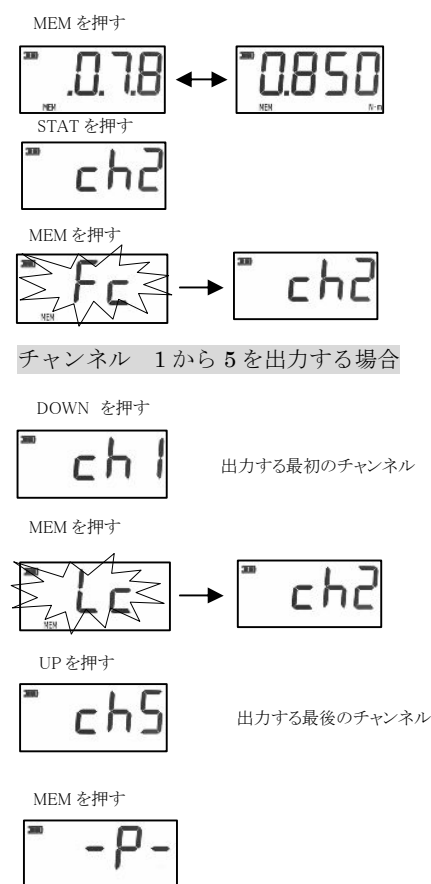 MEM を押す
.0.7.8 0.850
MEM MEM N-m
STAT を押す
ch2
MEM を押す
Fc ch2
MEM
チャンネル　1 から 5 を出力する場合
DOWN を押す
ch1 出力する最初のチャンネル
MEM を押す
Lc ch2
MEM
UP を押す
ch5 出力する最後のチャンネル
MEM を押す
-P-